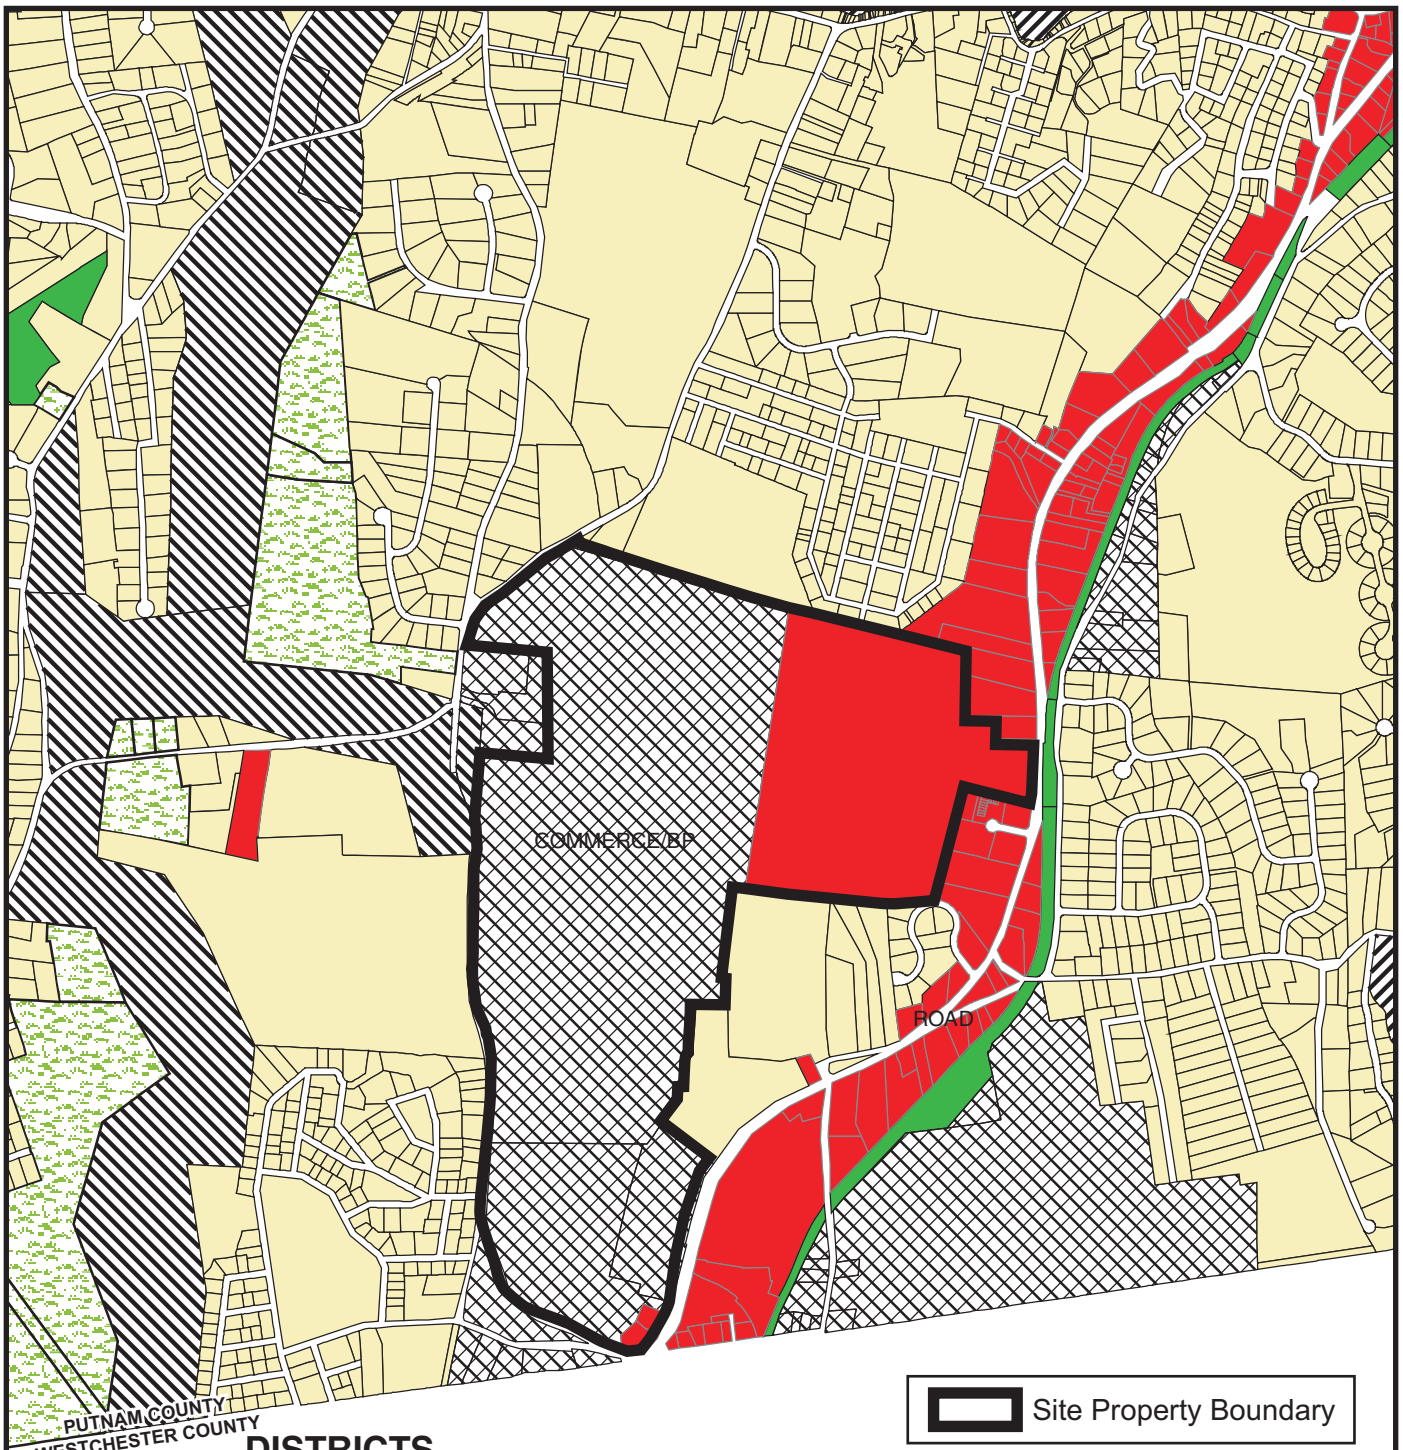 COMMERCE/BP
ROAD
Site Property Boundary
PUTNAM COUNTY
WESTCHESTER COUNTY
DISTRICTS